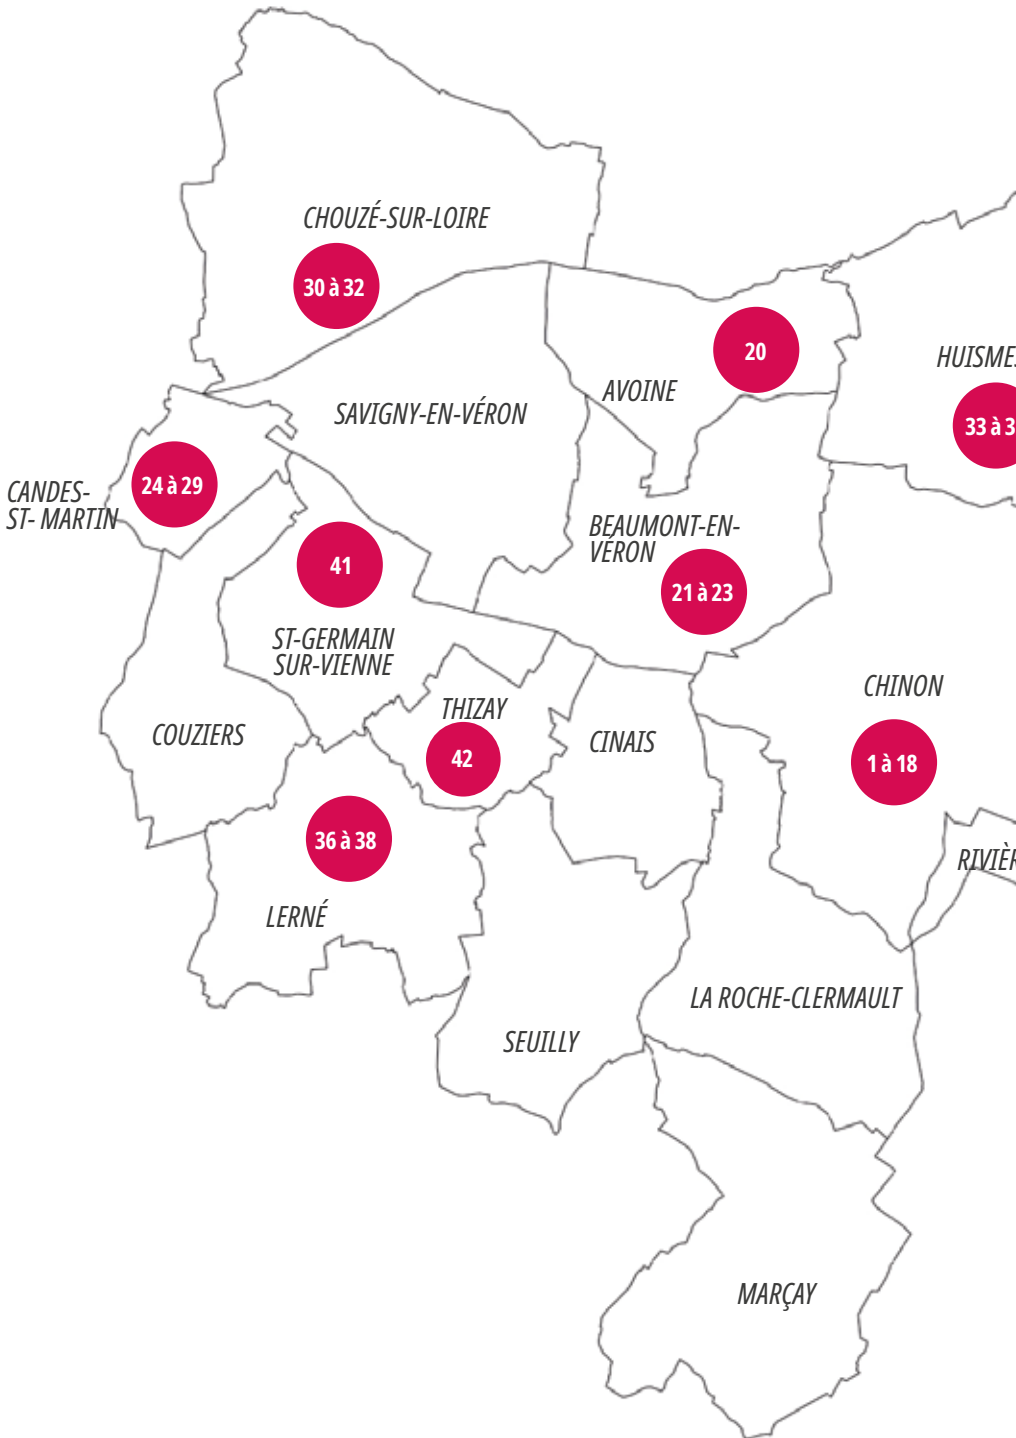 CHOUZÉ-SUR-LOIRE
30 à 32
20
HUISMES
AVOINE
SAVIGNY-EN-VÉRON
33 à 3
24 à 29
CANDES-
ST- MARTIN
BEAUMONT-EN-
VÉRON
41
21 à 23
ST-GERMAIN
SUR-VIENNE
CHINON
THIZAY
COUZIERS
CINAIS
42
1 à 18
36 à 38
RIVIÈR
LERNÉ
LA ROCHE-CLERMAULT
SEUILLY
MARÇAY